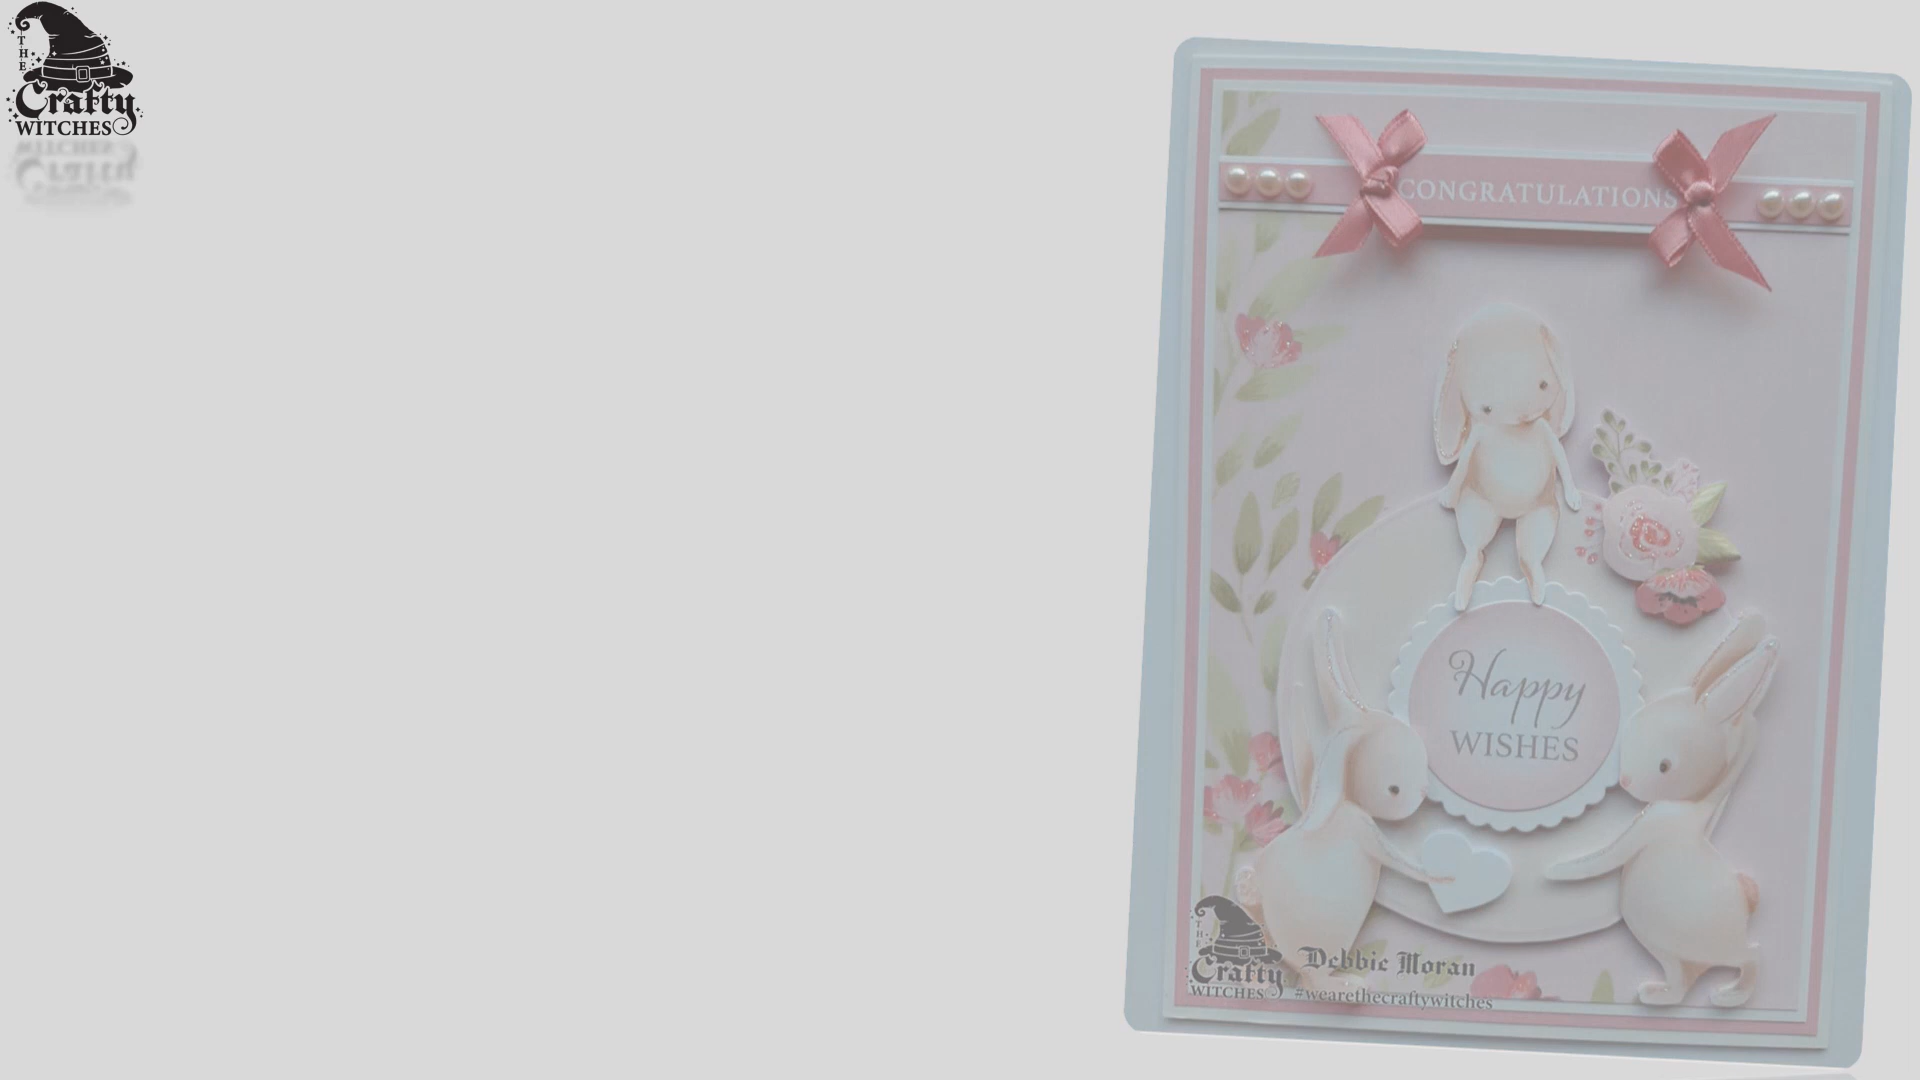 THE
Crafty
WITCHES
CONGRATULATIONS
Happy
WISHES
THE
Crafty
WITCHES
Debbie Moran
#wearethecraftywitches